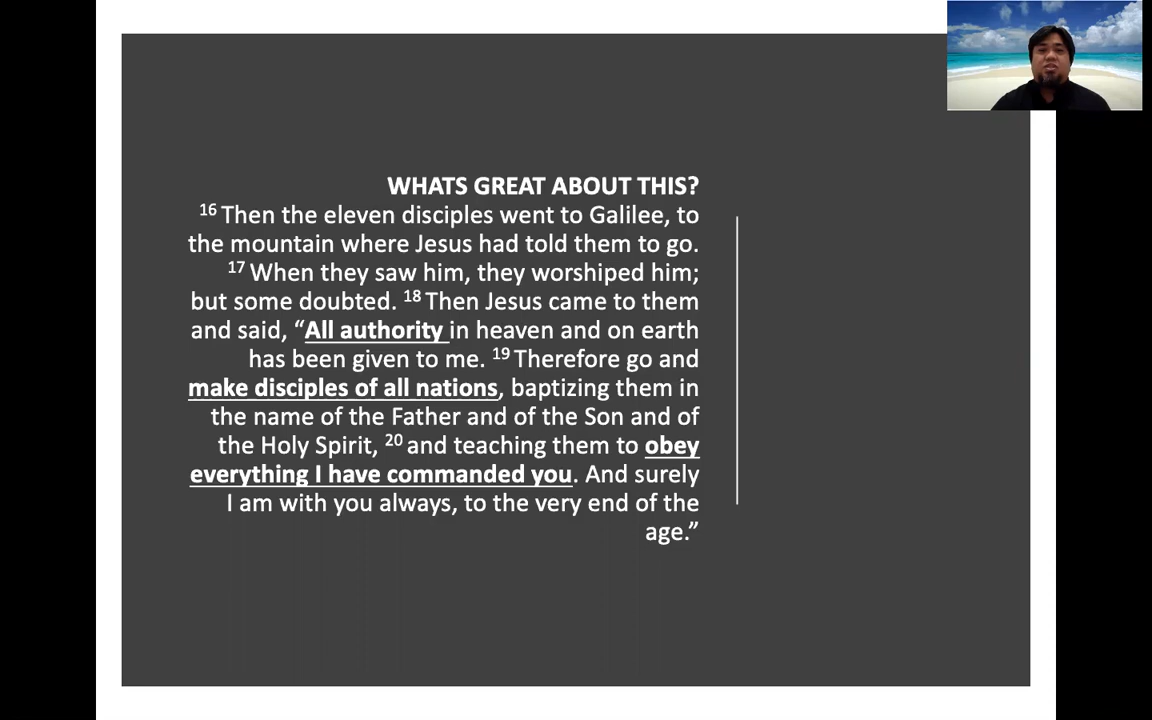 WHATS GREAT ABOUT THIS?
16 Then the eleven disciples went to Galilee, to
the mountain where Jesus had told them to go.
17 When they saw him, they worshiped him;
but some doubted. 18 Then Jesus came to them
and said, “All authority in heaven and on earth
has been given to me. 19 Therefore go and
make disciples of all nations, baptizing them in
the name of the Father and of the Son and of
the Holy Spirit, 20 and teaching them to obey
everything I have commanded you. And surely
I am with you always, to the very end of the
age.”